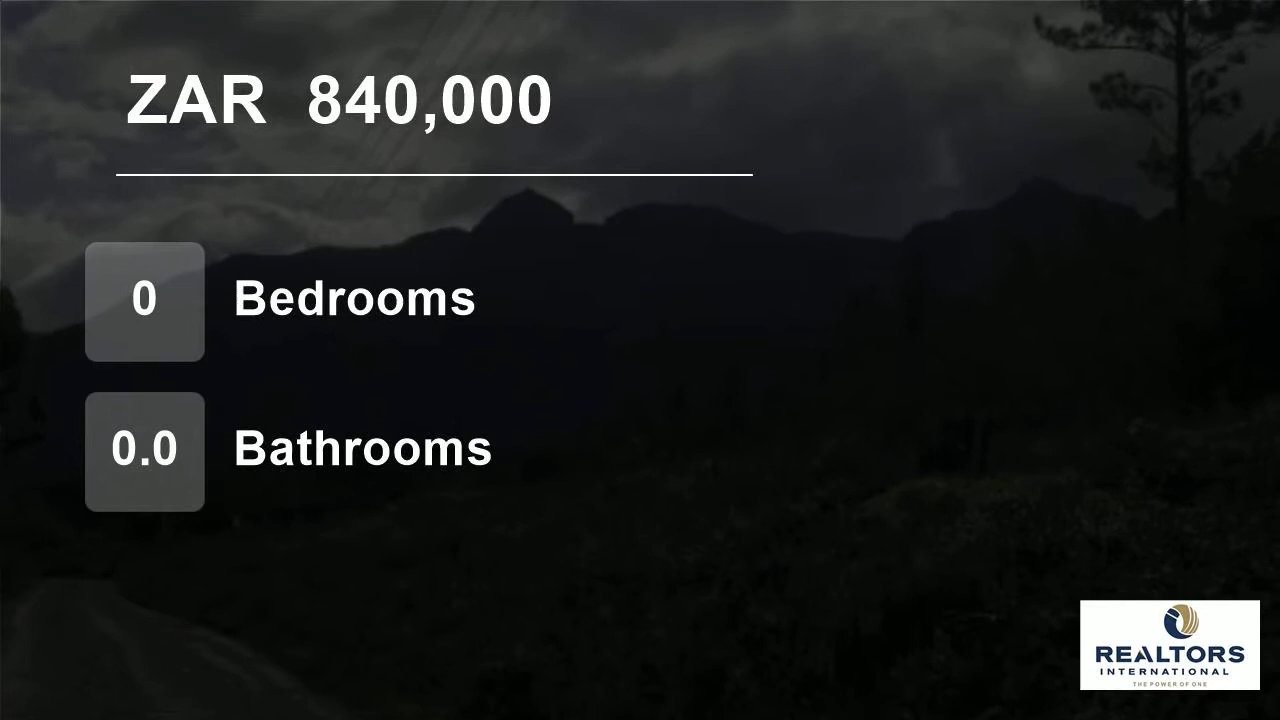 ZAR 840,000
0 Bedrooms
0.0 Bathrooms
REALTORS
INTERNATIONAL
THE POWER OF ONE